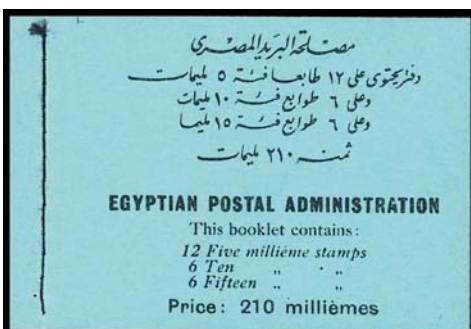 مصلحة البريد المصرى
دفتر يحتوى على ١٢ طابعا فئة ٥ مليمات
وعلى ٦ طوابع فئة ١٠ مليمات
وعلى ٦ طوابع فئة ١٥ مليما
ثمنه ٢١٠ مليمات
EGYPTIAN POSTAL ADMINISTRATION
This booklet contains:
12 Five millième stamps
6 Ten " "
6 Fifteen " "
Price: 210 millièmes